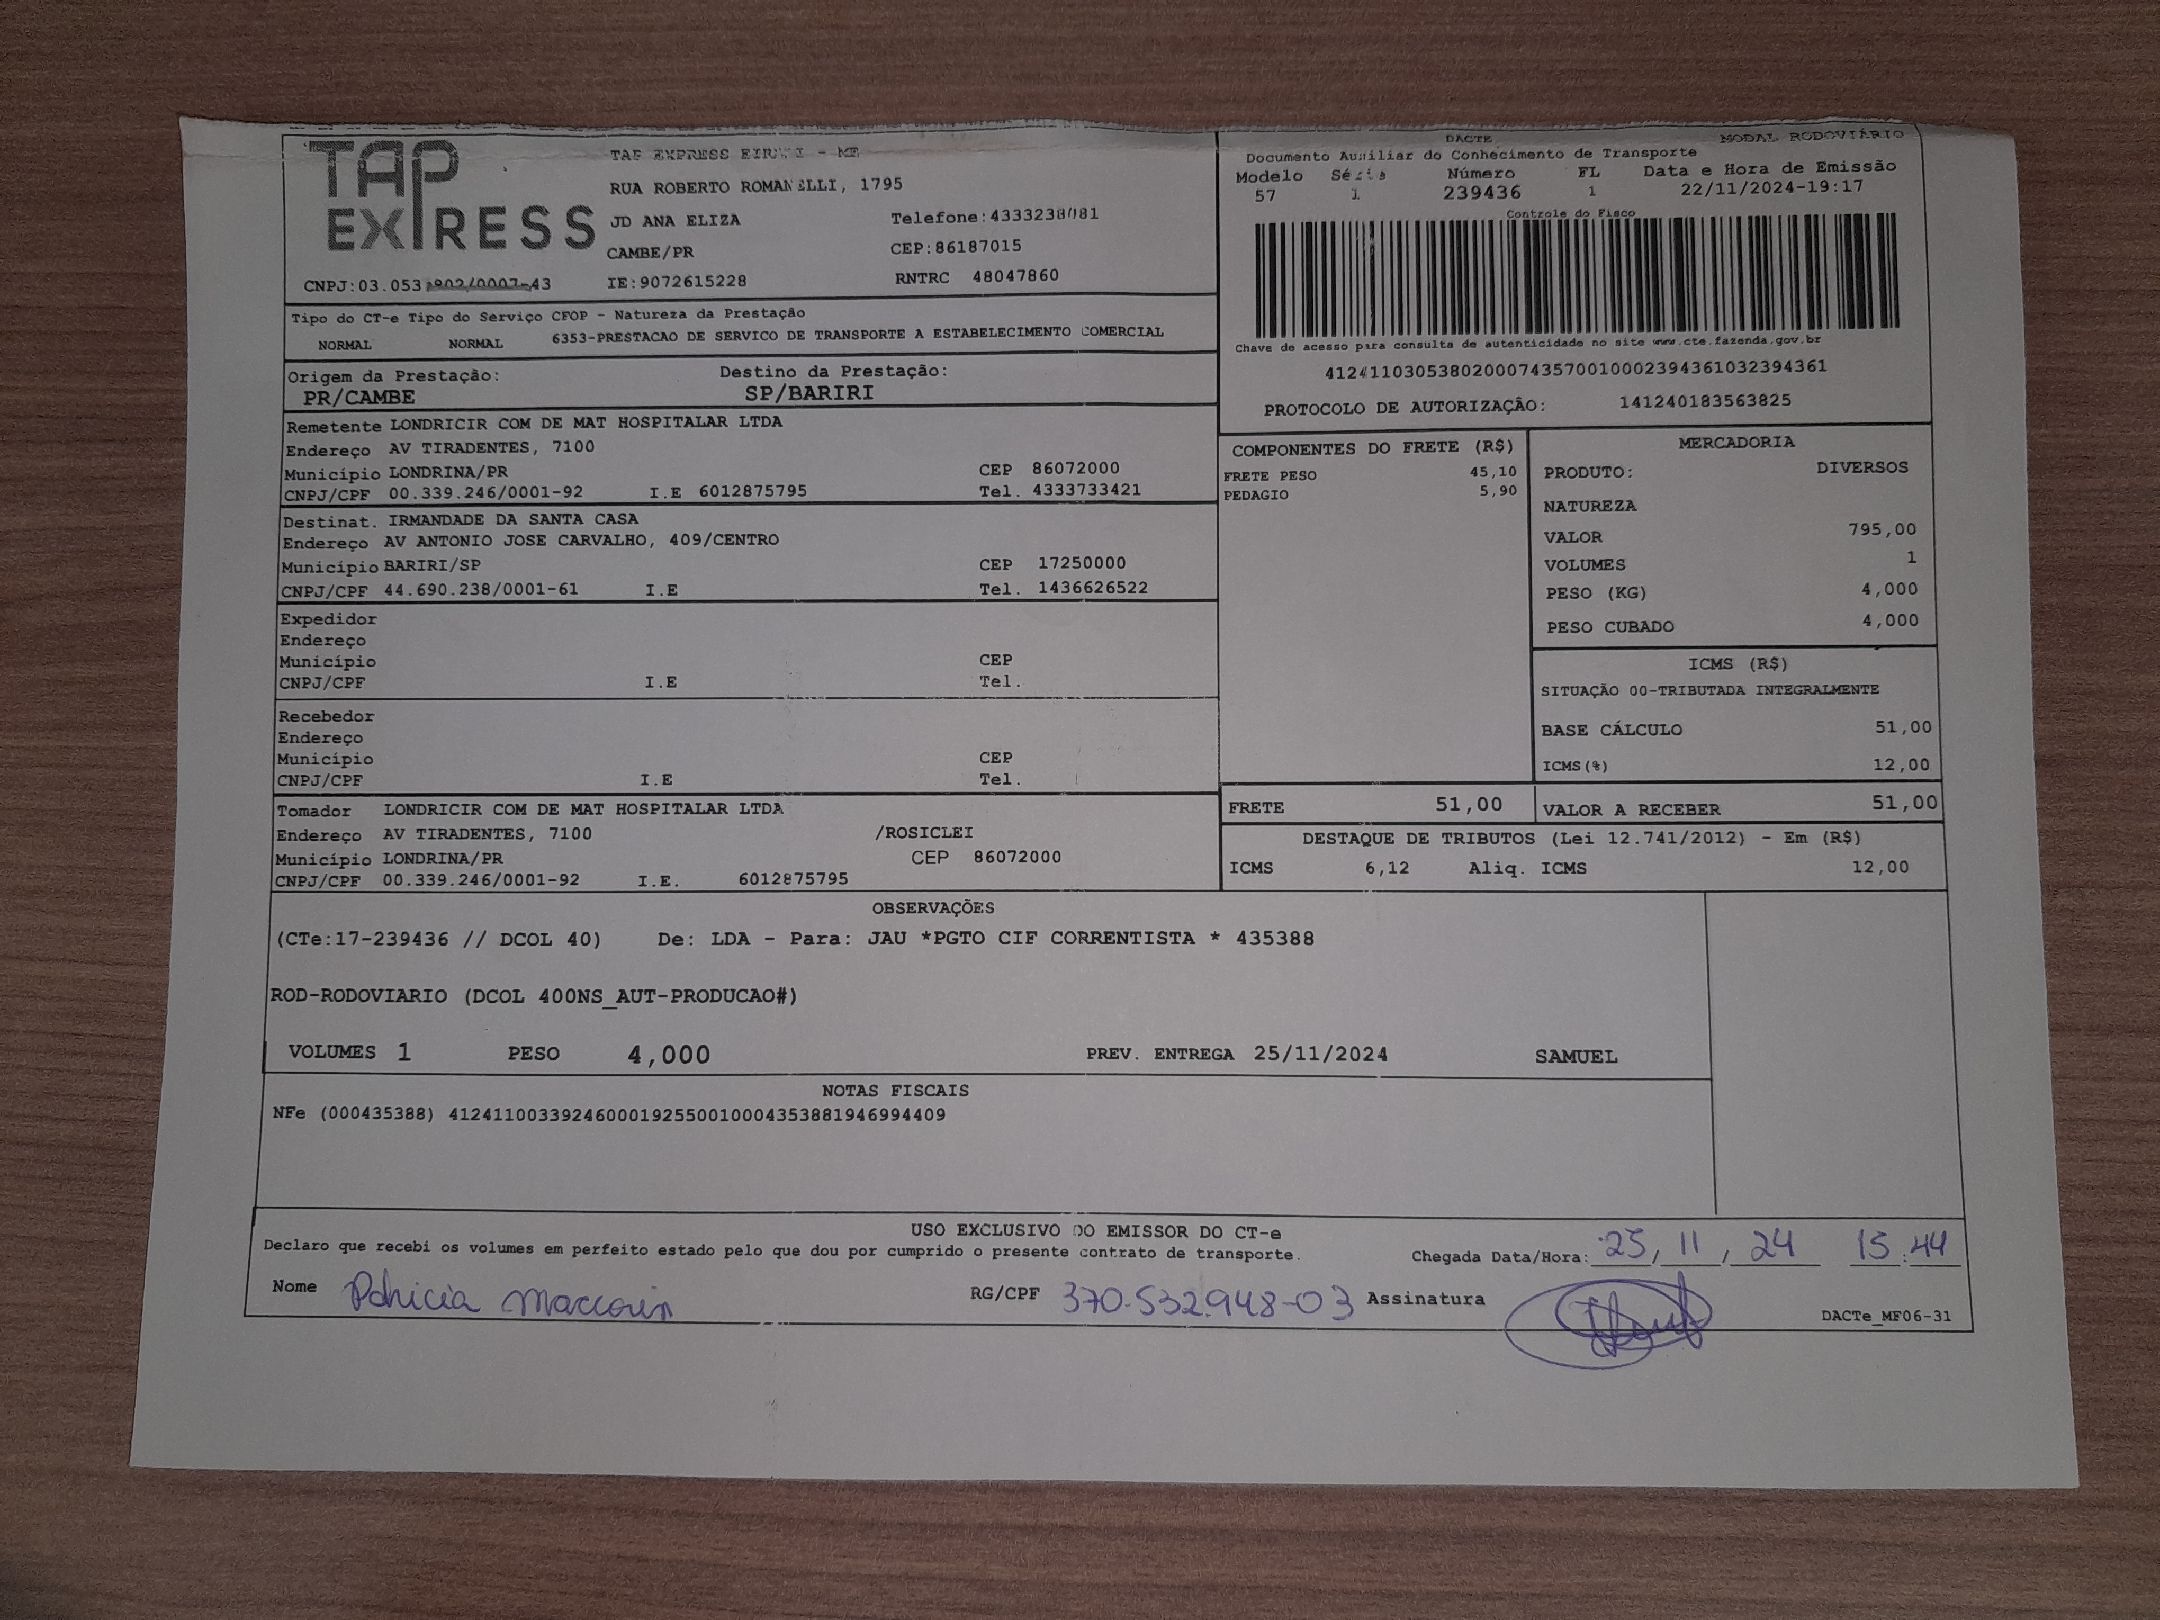 TAP EXPRESS
RUA ROBERTO ROMANELLI, 1795
JD ANA ELIZA Telefone:4333238081
CAMBE/PR CEP:86187015
CNPJ:03.053 IE:9072615228 RNTRC 48047860
DACTE MODAL RODOVIÁRIO
Documento Auxiliar do Conhecimento de Transporte
Modelo Série Número FL Data e Hora de Emissão
57 1 239436 1 22/11/2024-19:17
Controle do Fisco
Chave de acesso para consulta de autenticidade no site www.cte.fazenda.gov.br
41241103053802000743570010002394361032394361
PROTOCOLO DE AUTORIZAÇÃO: 141240183563825
Tipo do CT-e Tipo do Serviço CFOP - Natureza da Prestação
NORMAL NORMAL 6353-PRESTACAO DE SERVICO DE TRANSPORTE A ESTABELECIMENTO COMERCIAL
Origem da Prestação: Destino da Prestação:
PR/CAMBE SP/BARIRI
Remetente LONDRICIR COM DE MAT HOSPITALAR LTDA
Endereço AV TIRADENTES, 7100
Município LONDRINA/PR CEP 86072000
CNPJ/CPF 00.339.246/0001-92 I.E 6012875795 Tel. 4333733421
Destinat. IRMANDADE DA SANTA CASA
Endereço AV ANTONIO JOSE CARVALHO, 409/CENTRO
Município BARIRI/SP CEP 17250000
CNPJ/CPF 44.690.238/0001-61 I.E Tel. 1436626522
Expedidor
Endereço
Município CEP
CNPJ/CPF I.E Tel.
Recebedor
Endereço
Município CEP
CNPJ/CPF I.E Tel.
Tomador LONDRICIR COM DE MAT HOSPITALAR LTDA
Endereço AV TIRADENTES, 7100 /ROSICLEI
Município LONDRINA/PR CEP 86072000
CNPJ/CPF 00.339.246/0001-92 I.E. 6012875795
COMPONENTES DO FRETE (R$)
FRETE PESO 45,10
PEDAGIO 5,90
MERCADORIA
PRODUTO: DIVERSOS
NATUREZA
VALOR 795,00
VOLUMES 1
PESO (KG) 4,000
PESO CUBADO 4,000
ICMS (R$)
SITUAÇÃO 00-TRIBUTADA INTEGRALMENTE
BASE CÁLCULO 51,00
ICMS(%) 12,00
FRETE 51,00 VALOR A RECEBER 51,00
DESTAQUE DE TRIBUTOS (Lei 12.741/2012) - Em (R$)
ICMS 6,12 Aliq. ICMS 12,00
OBSERVAÇÕES
(CTe:17-239436 // DCOL 40) De: LDA - Para: JAU *PGTO CIF CORRENTISTA * 435388
ROD-RODOVIARIO (DCOL 400NS_AUT-PRODUCAO#)
VOLUMES 1 PESO 4,000 PREV. ENTREGA 25/11/2024 SAMUEL
NOTAS FISCAIS
NFe (000435388) 41241100339246000192550010004353881946994409
USO EXCLUSIVO DO EMISSOR DO CT-e
Declaro que recebi os volumes em perfeito estado pelo que dou por cumprido o presente contrato de transporte. Chegada Data/Hora: 25/11/24 15:44
Nome Patricia RG/CPF 370.532.948-03 Assinatura
DACTe_MF06-31